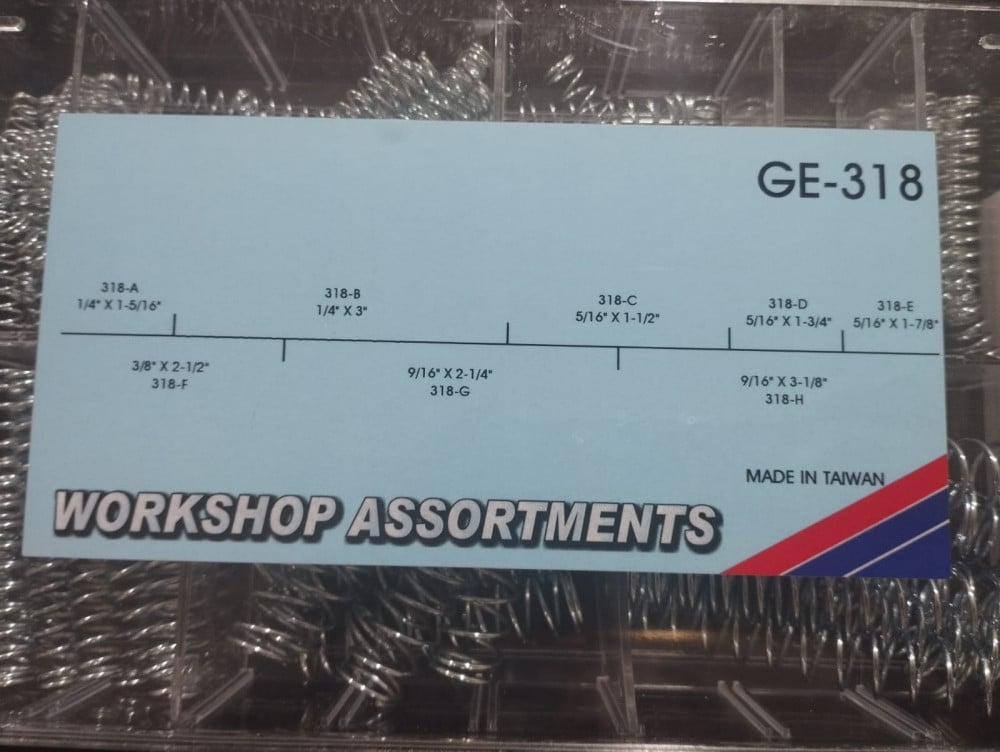 GE-318
318-A
1/4" X 1-5/16"
318-B
1/4" X 3"
318-C
5/16" X 1-1/2"
318-D
5/16" X 1-3/4"
318-E
5/16" X 1-7/8"
3/8" X 2-1/2"
318-F
9/16" X 2-1/4"
318-G
9/16" X 3-1/8"
318-H
MADE IN TAIWAN
WORKSHOP ASSORTMENTS